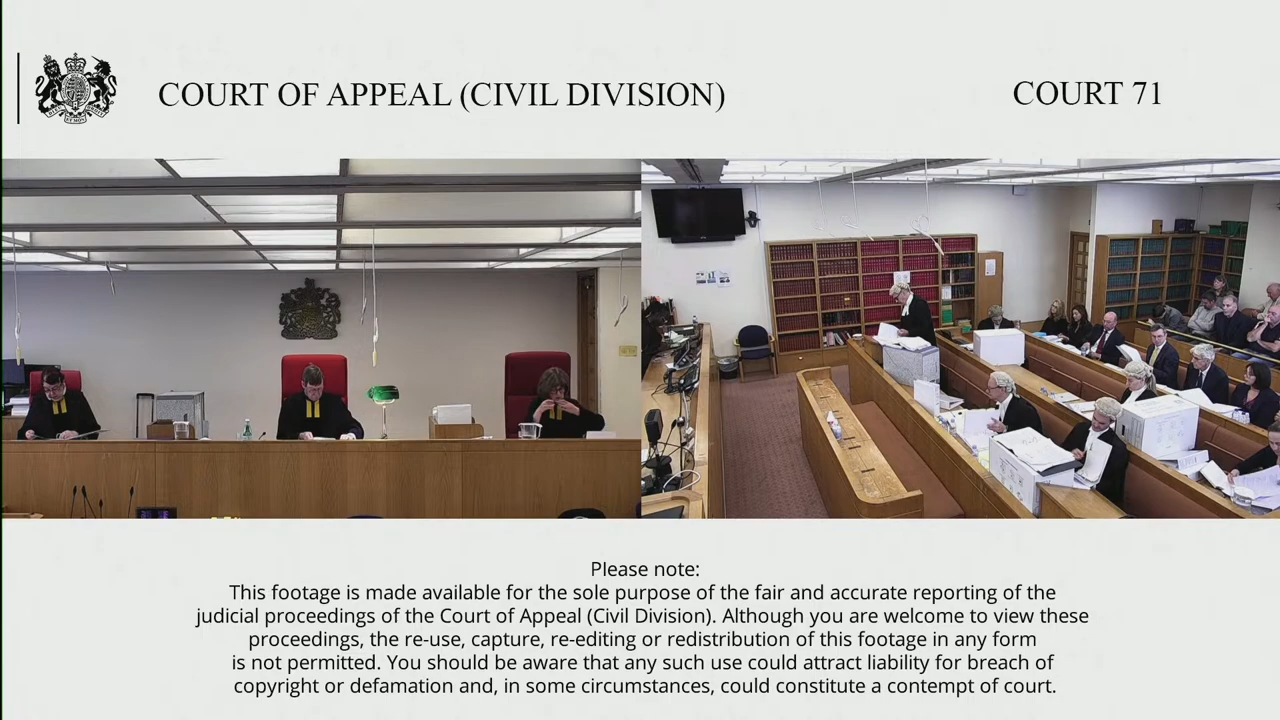 COURT OF APPEAL (CIVIL DIVISION)
COURT 71
Please note:
This footage is made available for the sole purpose of the fair and accurate reporting of the
judicial proceedings of the Court of Appeal (Civil Division). Although you are welcome to view these
proceedings, the re-use, capture, re-editing or redistribution of this footage in any form
is not permitted. You should be aware that any such use could attract liability for breach of
copyright or defamation and, in some circumstances, could constitute a contempt of court.